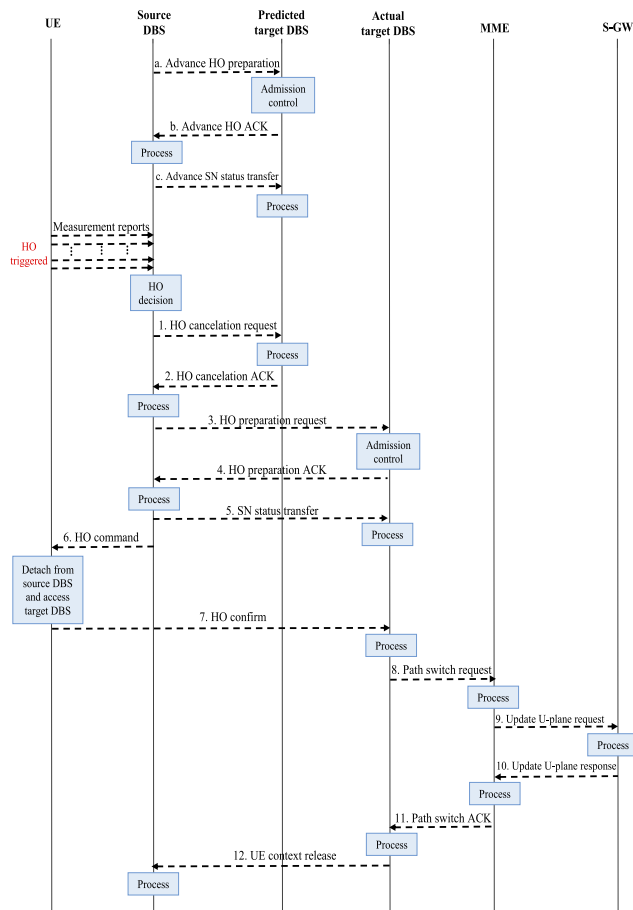 UE
Source
DBS
Predicted
target DBS
Actual
target DBS
MME
S-GW
a. Advance HO preparation
Admission
control
b. Advance HO ACK
Process
c. Advance SN status transfer
Process
Measurement reports
HO
triggered
HO
decision
1. HO cancelation request
Process
2. HO cancelation ACK
Process
3. HO preparation request
Admission
control
4. HO preparation ACK
Process
5. SN status transfer
Process
6. HO command
Detach from
source DBS
and access
target DBS
7. HO confirm
Process
8. Path switch request
Process
9. Update U-plane request
Process
10. Update U-plane response
Process
11. Path switch ACK
Process
12. UE context release
Process